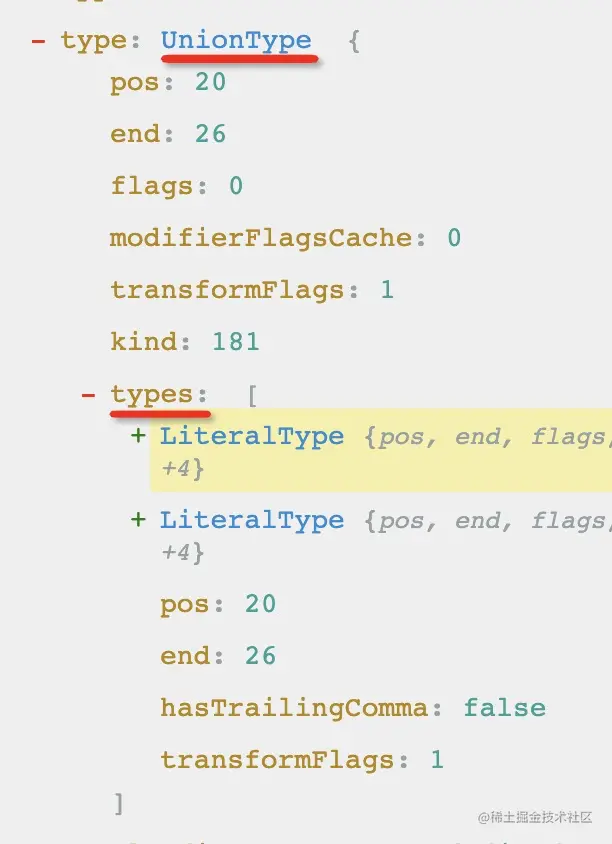 - type: UnionType {
pos: 20
end: 26
flags: 0
modifierFlagsCache: 0
transformFlags: 1
kind: 181
- types: [
+ LiteralType {pos, end, flags,
+4}
+ LiteralType {pos, end, flags,
+4}
pos: 20
end: 26
hasTrailingComma: false
transformFlags: 1
]
@稀土掘金技术社区